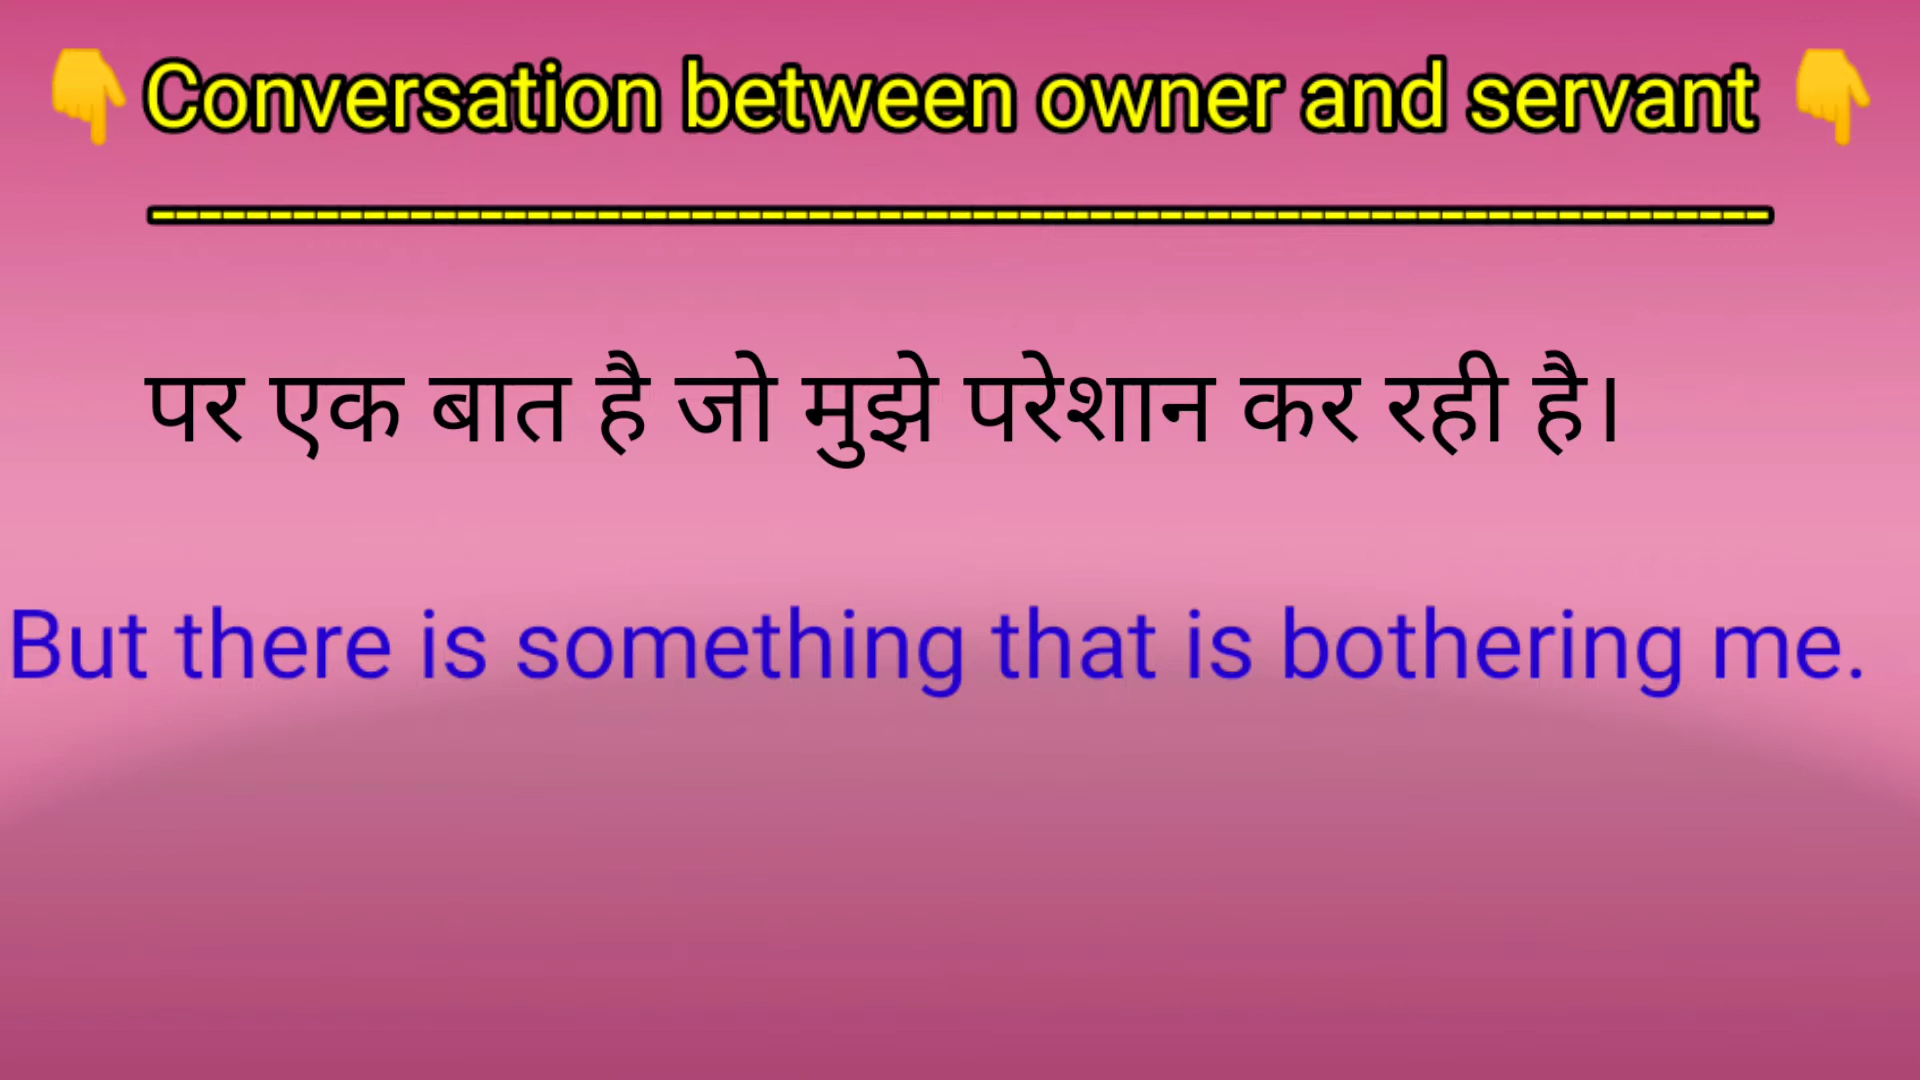 👇 Conversation between owner and servant 👇
पर एक बात है जो मुझे परेशान कर रही है।
But there is something that is bothering me.